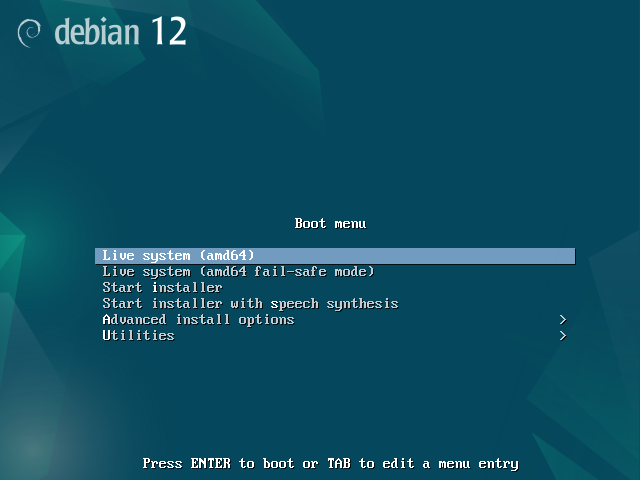 debian 12
Boot menu
Live system (amd64)
Live system (amd64 fail-safe mode)
Start installer
Start installer with speech synthesis
Advanced install options >
Utilities >
Press ENTER to boot or TAB to edit a menu entry